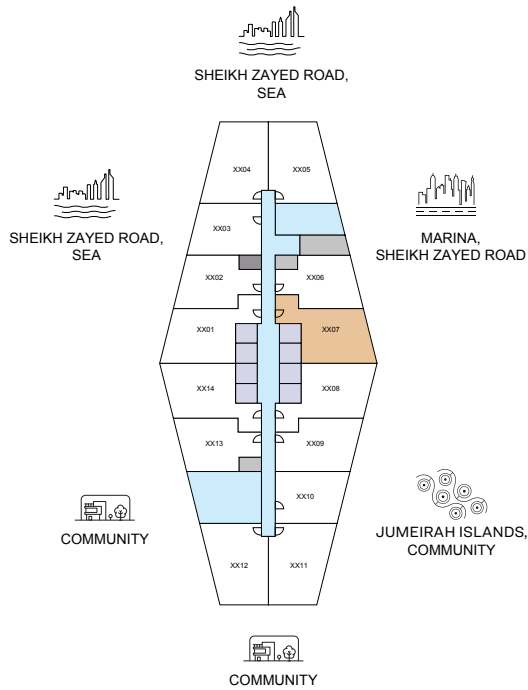 SHEIKH ZAYED ROAD,
SEA
XX04
XX05
SHEIKH ZAYED ROAD,
SEA
XX03
MARINA,
SHEIKH ZAYED ROAD
XX02
XX06
XX01
XX07
XX14
XX08
XX13
XX09
XX10
COMMUNITY
JUMEIRAH ISLANDS,
COMMUNITY
XX12
XX11
COMMUNITY